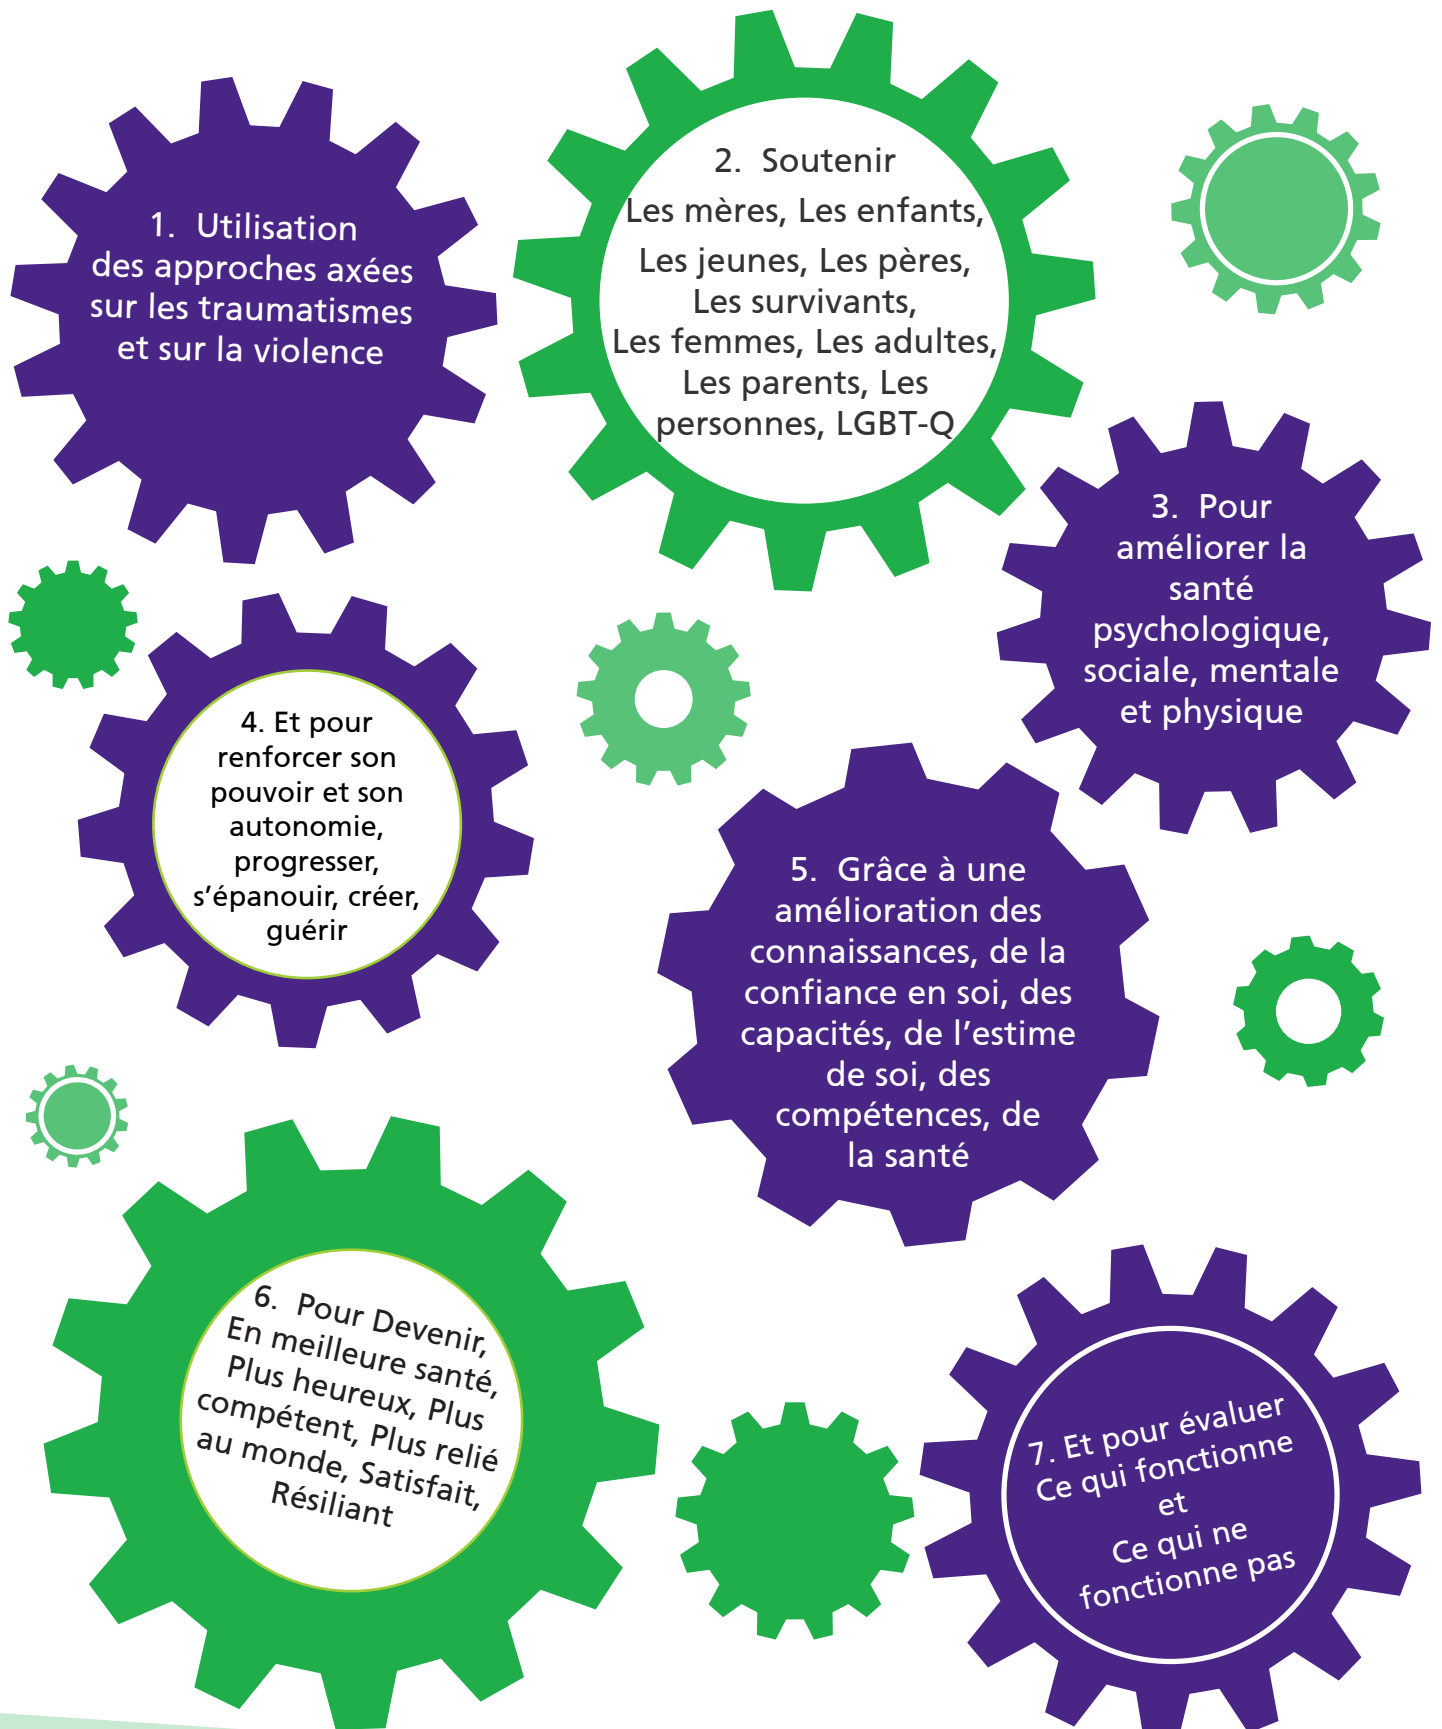 1. Utilisation
des approches axées
sur les traumatismes
et sur la violence
2. Soutenir
Les mères, Les enfants,
Les jeunes, Les pères,
Les survivants,
Les femmes, Les adultes,
Les parents, Les
personnes, LGBT-Q
3. Pour
améliorer la
santé
psychologique,
sociale, mentale
et physique
4. Et pour
renforcer son
pouvoir et son
autonomie,
progresser,
s’épanouir, créer,
guérir
5. Grâce à une
amélioration des
connaissances, de la
confiance en soi, des
capacités, de l’estime
de soi, des
compétences, de
la santé
6. Pour Devenir,
En meilleure santé,
Plus heureux, Plus
compétent, Plus relié
au monde, Satisfait,
Résiliant
7. Et pour évaluer
Ce qui fonctionne
et
Ce qui ne
fonctionne pas